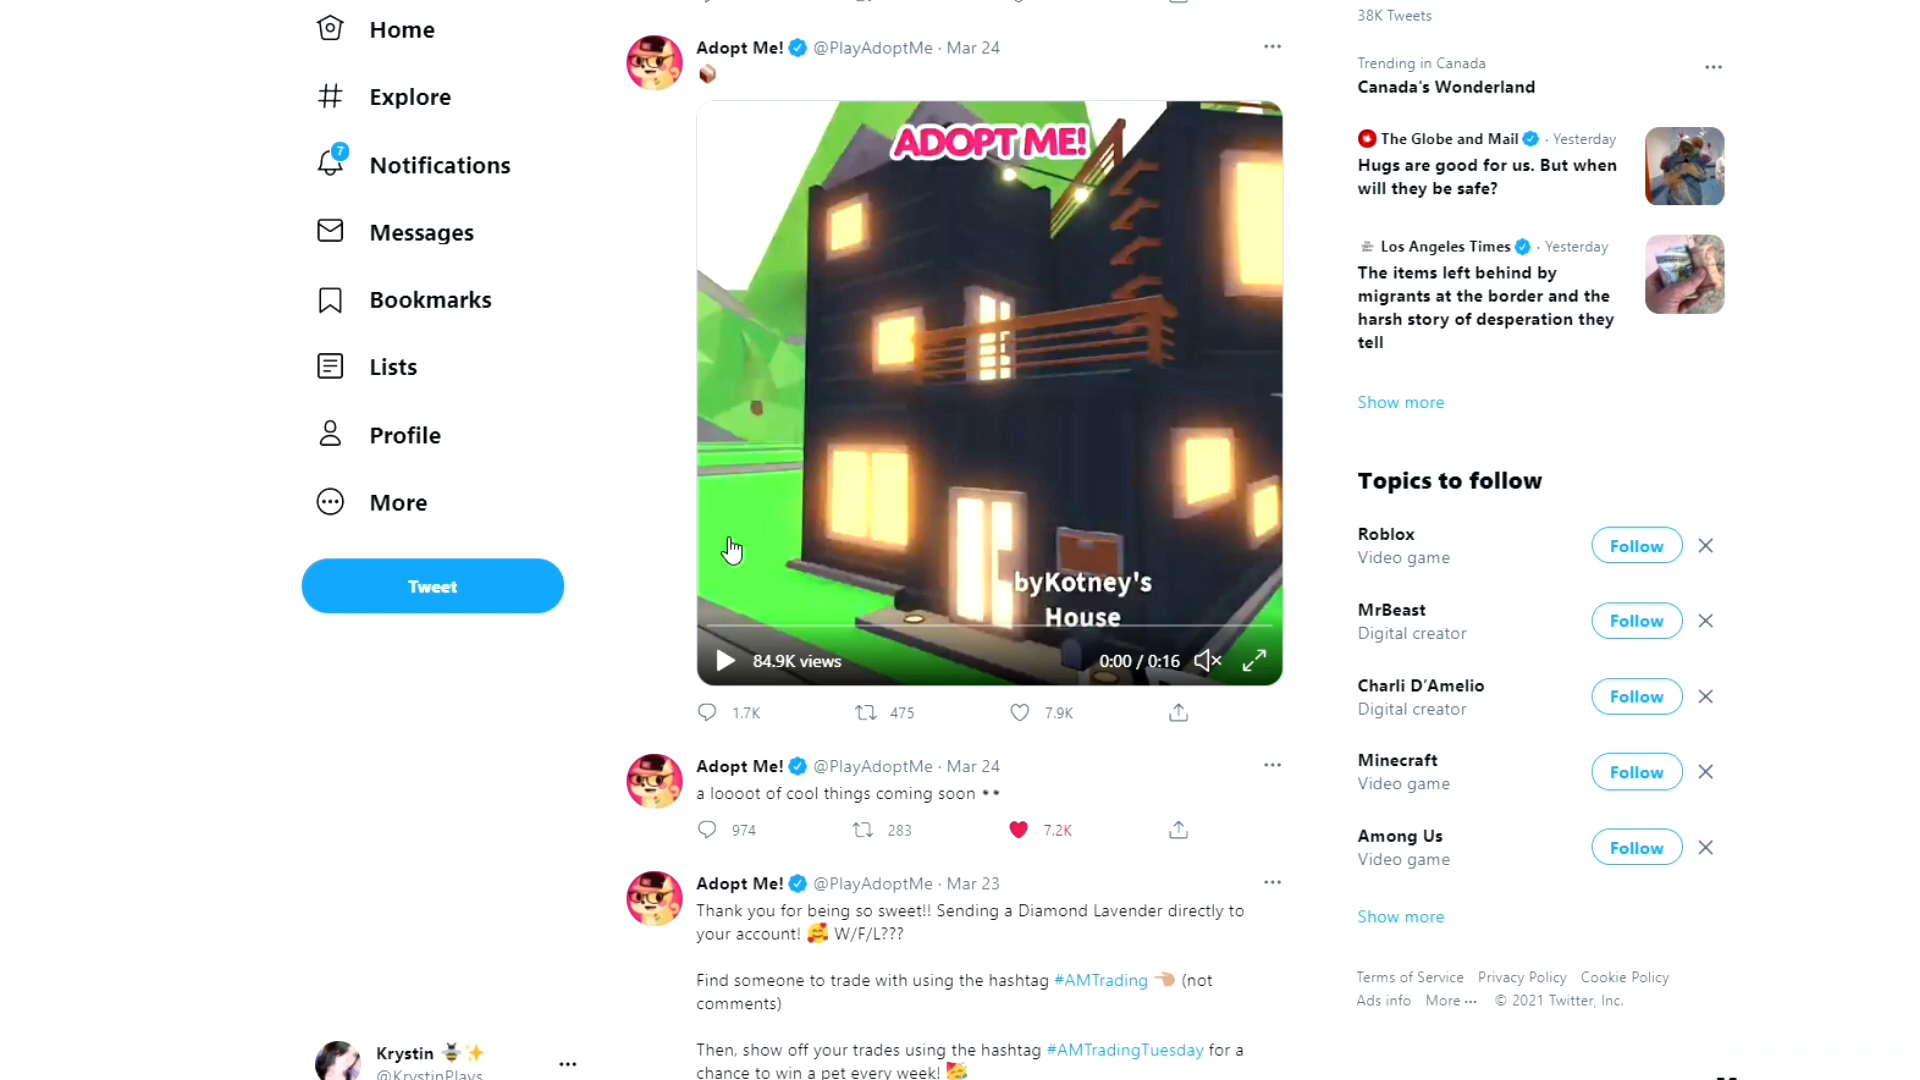 Home
Explore
7
Notifications
Messages
Bookmarks
Lists
Profile
More
Tweet
Krystin
@KrystinPlays
Adopt Me! @PlayAdoptMe · Mar 24
ADOPT ME!
byKotney's
House
84.9K views
0:00 / 0:16
1.7K 475 7.9K
Adopt Me! @PlayAdoptMe · Mar 24
a loooot of cool things coming soon
974 283 7.2K
Adopt Me! @PlayAdoptMe · Mar 23
Thank you for being so sweet!! Sending a Diamond Lavender directly to
your account! W/F/L???
Find someone to trade with using the hashtag #AMTrading (not
comments)
Then, show off your trades using the hashtag #AMTradingTuesday for a
chance to win a pet every week!
38K Tweets
Trending in Canada
Canada's Wonderland
The Globe and Mail · Yesterday
Hugs are good for us. But when
will they be safe?
Los Angeles Times · Yesterday
The items left behind by
migrants at the border and the
harsh story of desperation they
tell
Show more
Topics to follow
Roblox
Video game
Follow
MrBeast
Digital creator
Follow
Charli D'Amelio
Digital creator
Follow
Minecraft
Video game
Follow
Among Us
Video game
Follow
Show more
Terms of Service Privacy Policy Cookie Policy
Ads info More ··· © 2021 Twitter, Inc.